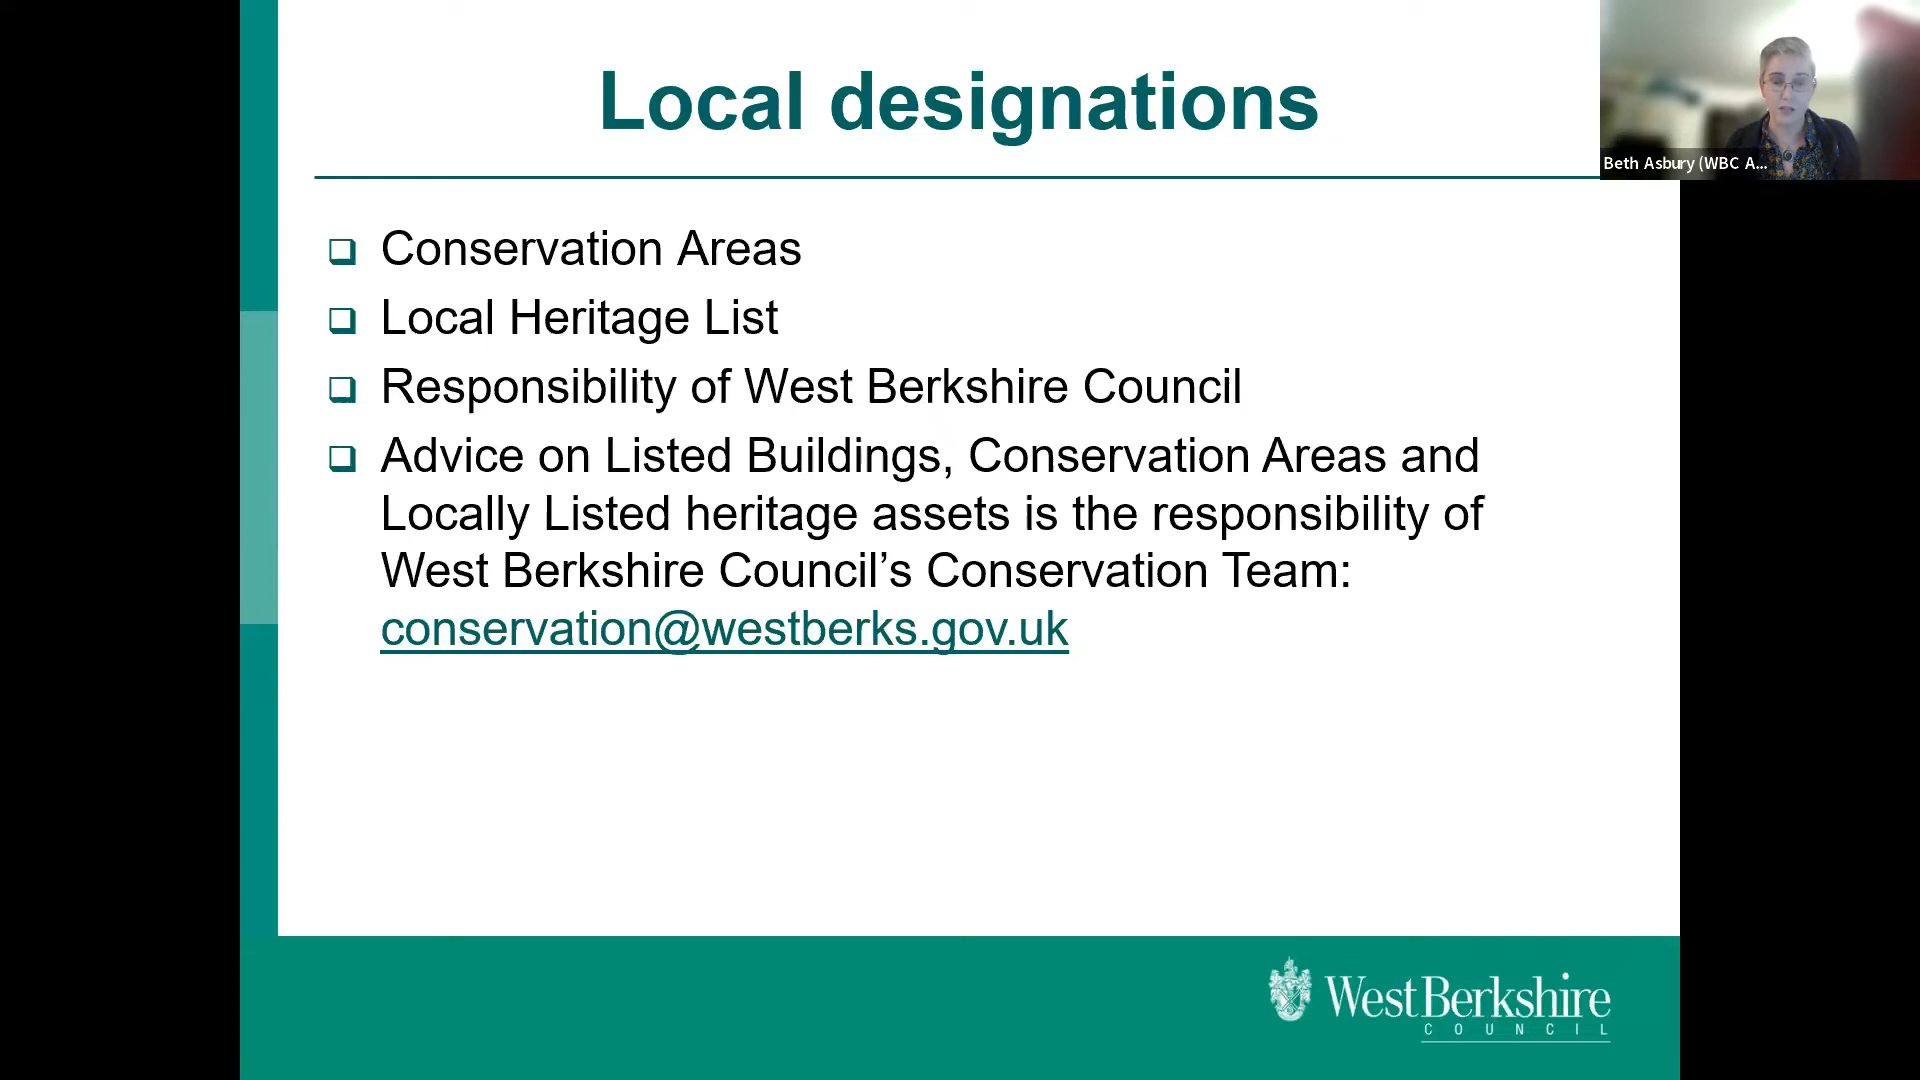 Local designations
Beth Asbury (WBC A...
Conservation Areas
Local Heritage List
Responsibility of West Berkshire Council
Advice on Listed Buildings, Conservation Areas and
Locally Listed heritage assets is the responsibility of
West Berkshire Council’s Conservation Team:
conservation@westberks.gov.uk
WestBerkshire
COUNCIL